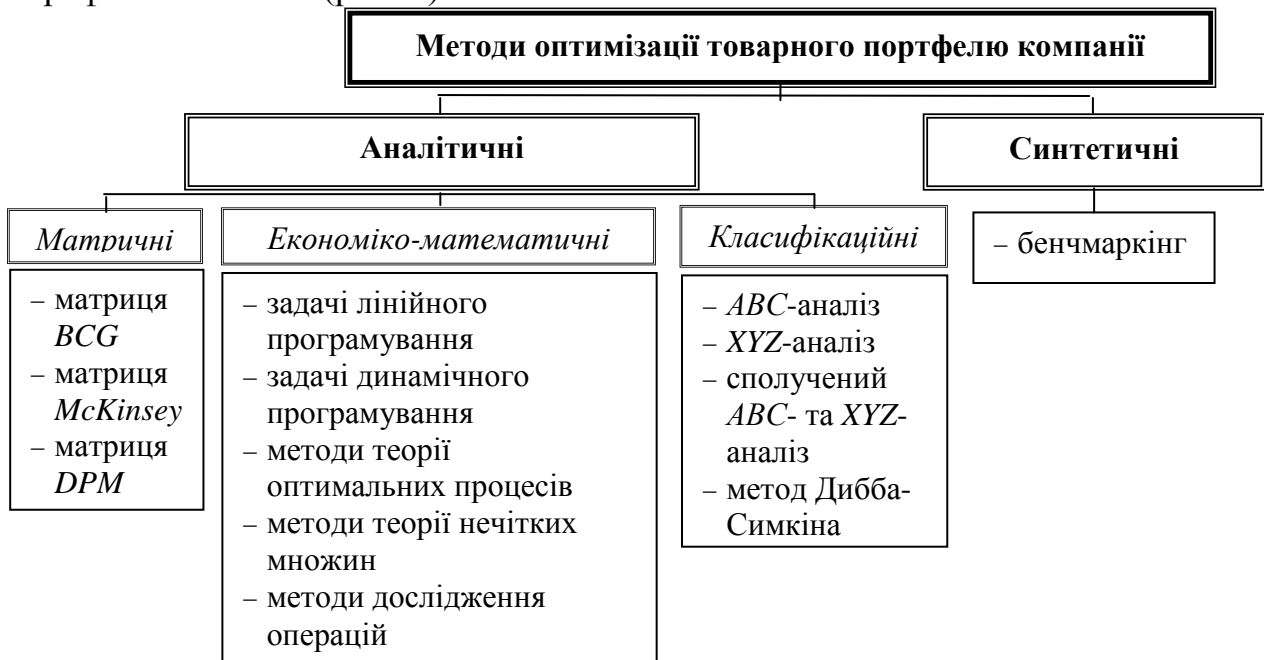 Методи оптимізації товарного портфелю компанії
Аналітичні
Синтетичні
Матричні
Економіко-математичні
Класифікаційні
– бенчмаркінг
– матриця
BCG
– матриця
McKinsey
– матриця
DPM
– задачі лінійного
програмування
– задачі динамічного
програмування
– методи теорії
оптимальних процесів
– методи теорії нечітких
множин
– методи дослідження
операцій
– ABC-аналіз
– XYZ-аналіз
– сполучений
ABC- та XYZ-
аналіз
– метод Дибба-
Симкіна